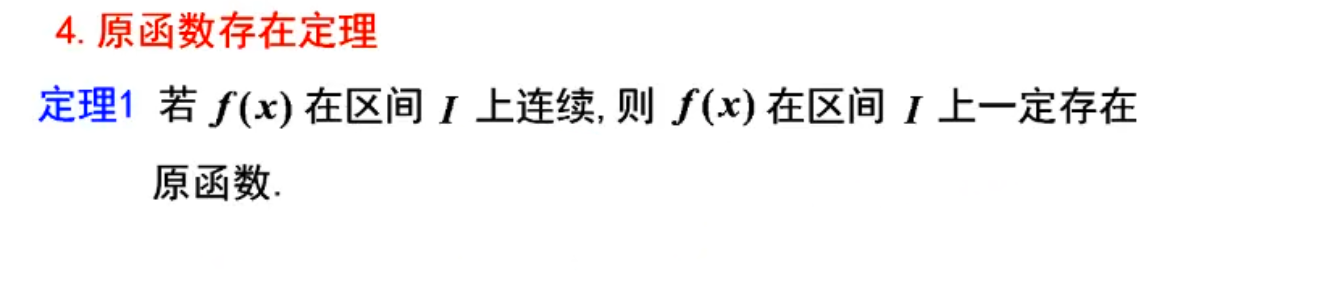 4. 原函数存在定理
定理1 若 f(x) 在区间 I 上连续, 则 f(x) 在区间 I 上一定存在
原函数.